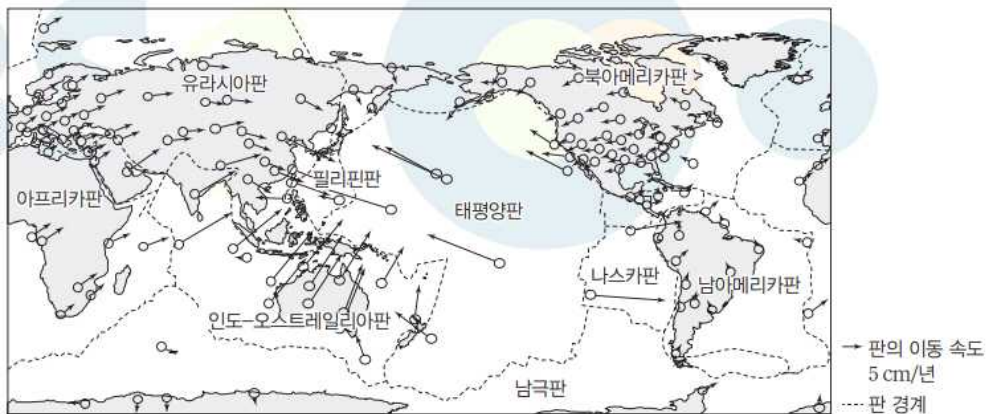 유라시아판
북아메리카판
아프리카판
필리핀판
태평양판
나스카판
남아메리카판
인도-오스트레일리아판
남극판
판의 이동 속도
5 cm/년
판 경계